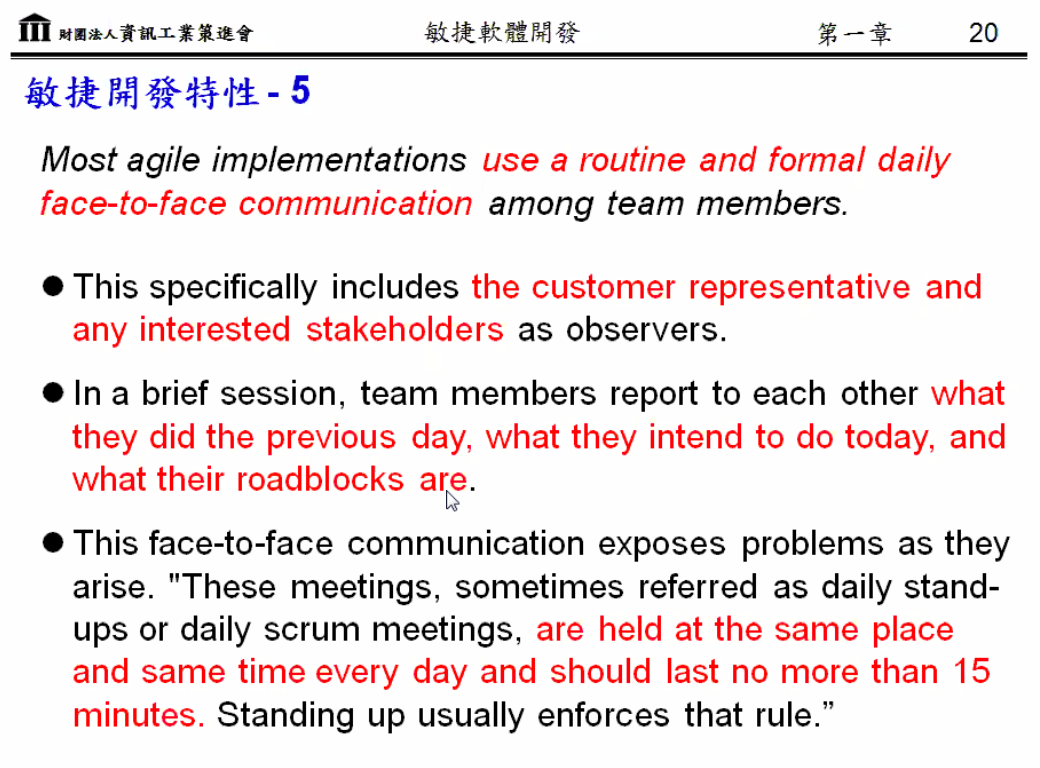 財團法人資訊工業策進會 敏捷軟體開發 第一章 20
敏捷開發特性 - 5
Most agile implementations use a routine and formal daily
face-to-face communication among team members.
● This specifically includes the customer representative and
any interested stakeholders as observers.
● In a brief session, team members report to each other what
they did the previous day, what they intend to do today, and
what their roadblocks are.
● This face-to-face communication exposes problems as they
arise. "These meetings, sometimes referred as daily stand-
ups or daily scrum meetings, are held at the same place
and same time every day and should last no more than 15
minutes. Standing up usually enforces that rule.”